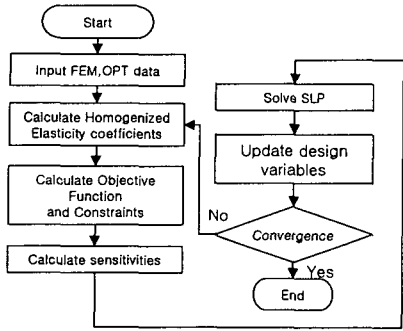 Start
Input FEM,OPT data
Calculate Homogenized
Elasticity coefficients
Calculate Objective
Function
and Constraints
Calculate sensitivities
Solve SLP
Update design
variables
No
Convergence
Yes
End